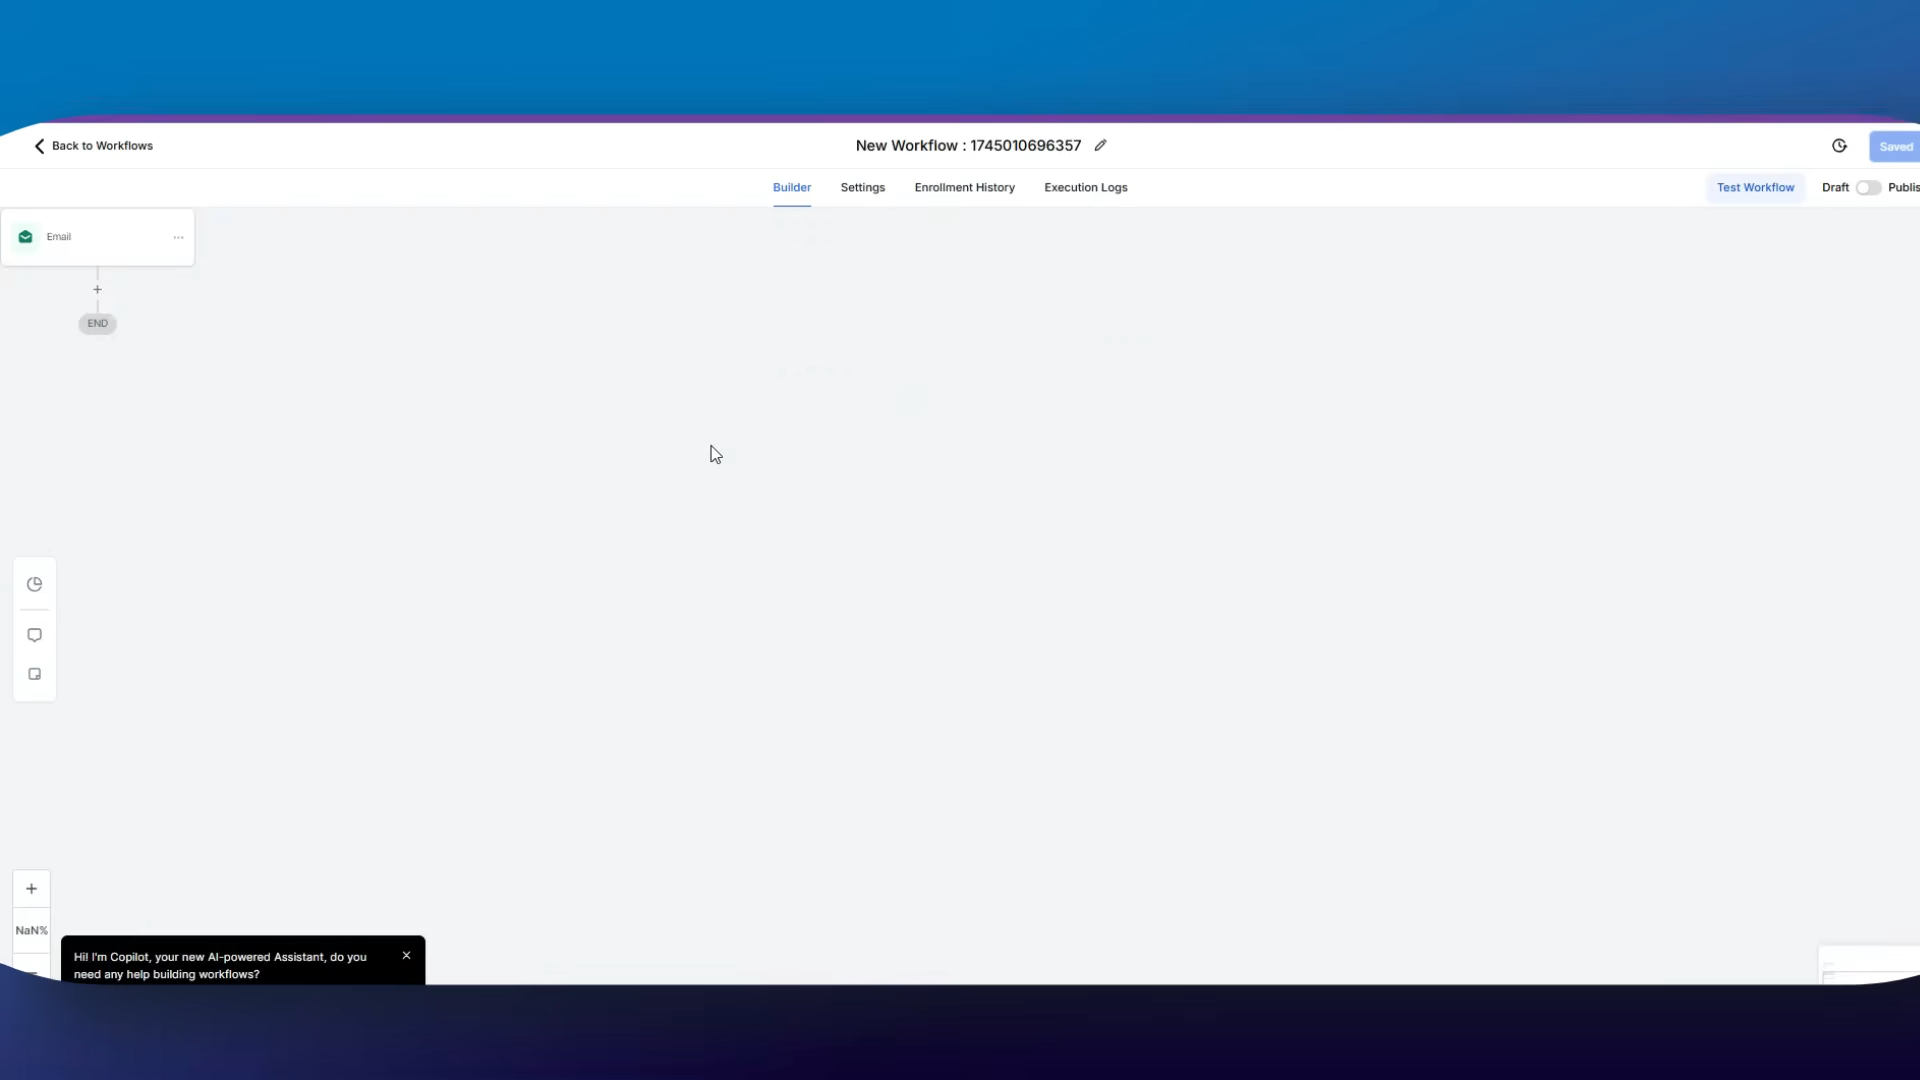 Back to Workflows
New Workflow : 1745010696357
Saved
Builder
Settings
Enrollment History
Execution Logs
Test Workflow
Draft
Publis
Email
+
END
+
NaN%
Hi! I'm Copilot, your new AI-powered Assistant, do you
need any help building workflows?